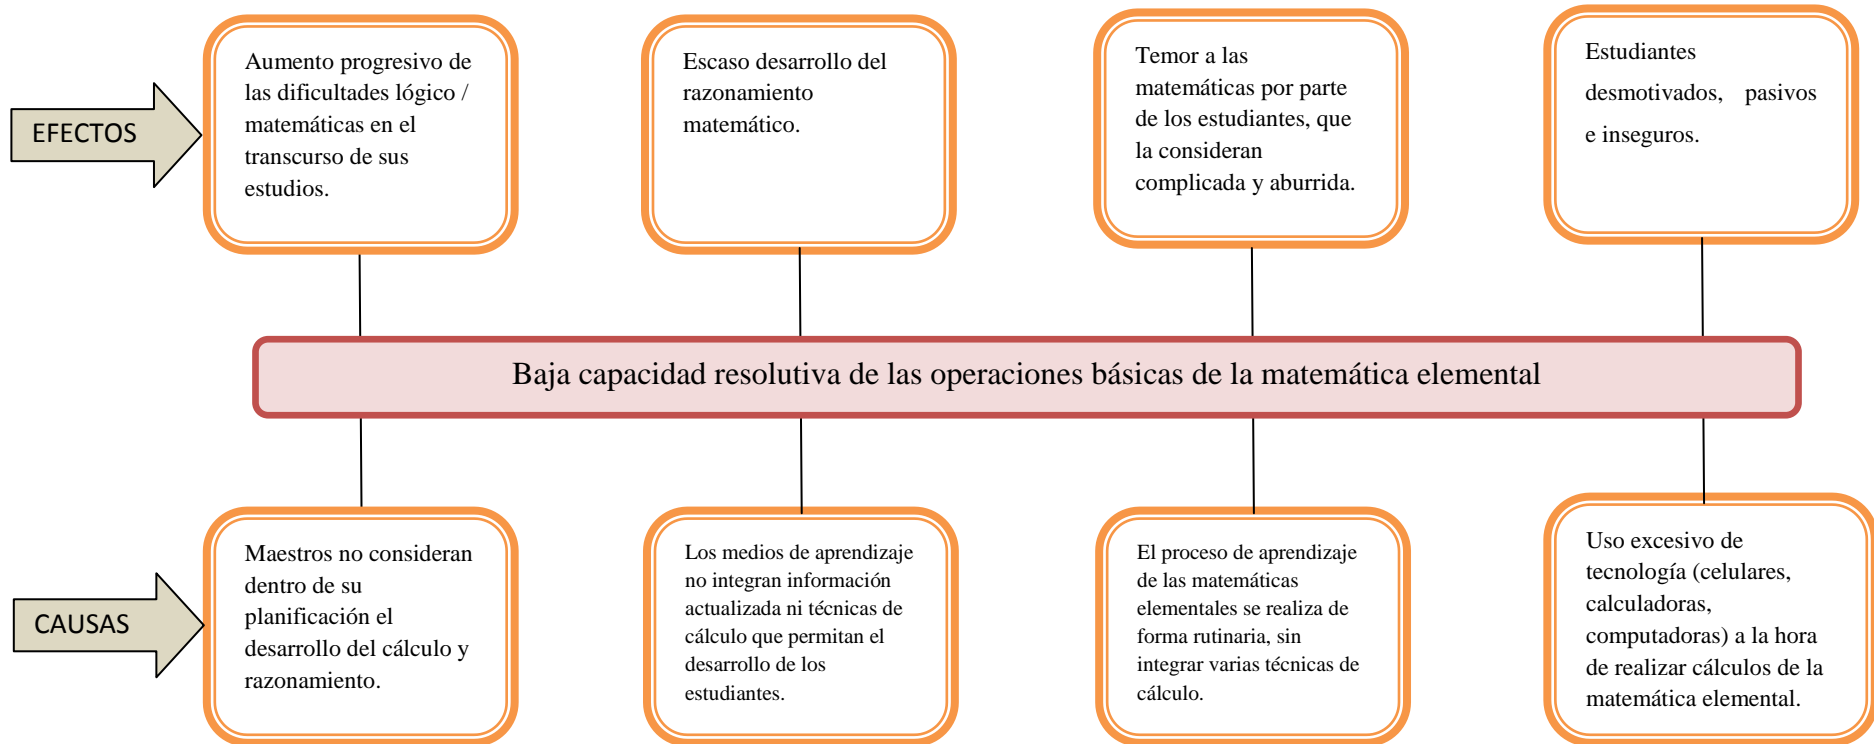 EFECTOS
Aumento progresivo de
las dificultades lógico /
matemáticas en el
transcurso de sus
estudios.
Escaso desarrollo del
razonamiento
matemático.
Temor a las
matemáticas por parte
de los estudiantes, que
la consideran
complicada y aburrida.
Estudiantes
desmotivados, pasivos
e inseguros.
Baja capacidad resolutiva de las operaciones básicas de la matemática elemental
CAUSAS
Maestros no consideran
dentro de su
planificación el
desarrollo del cálculo y
razonamiento.
Los medios de aprendizaje
no integran información
actualizada ni técnicas de
cálculo que permitan el
desarrollo de los
estudiantes.
El proceso de aprendizaje
de las matemáticas
elementales se realiza de
forma rutinaria, sin
integrar varias técnicas de
cálculo.
Uso excesivo de
tecnología (celulares,
calculadoras,
computadoras) a la hora
de realizar cálculos de la
matemática elemental.